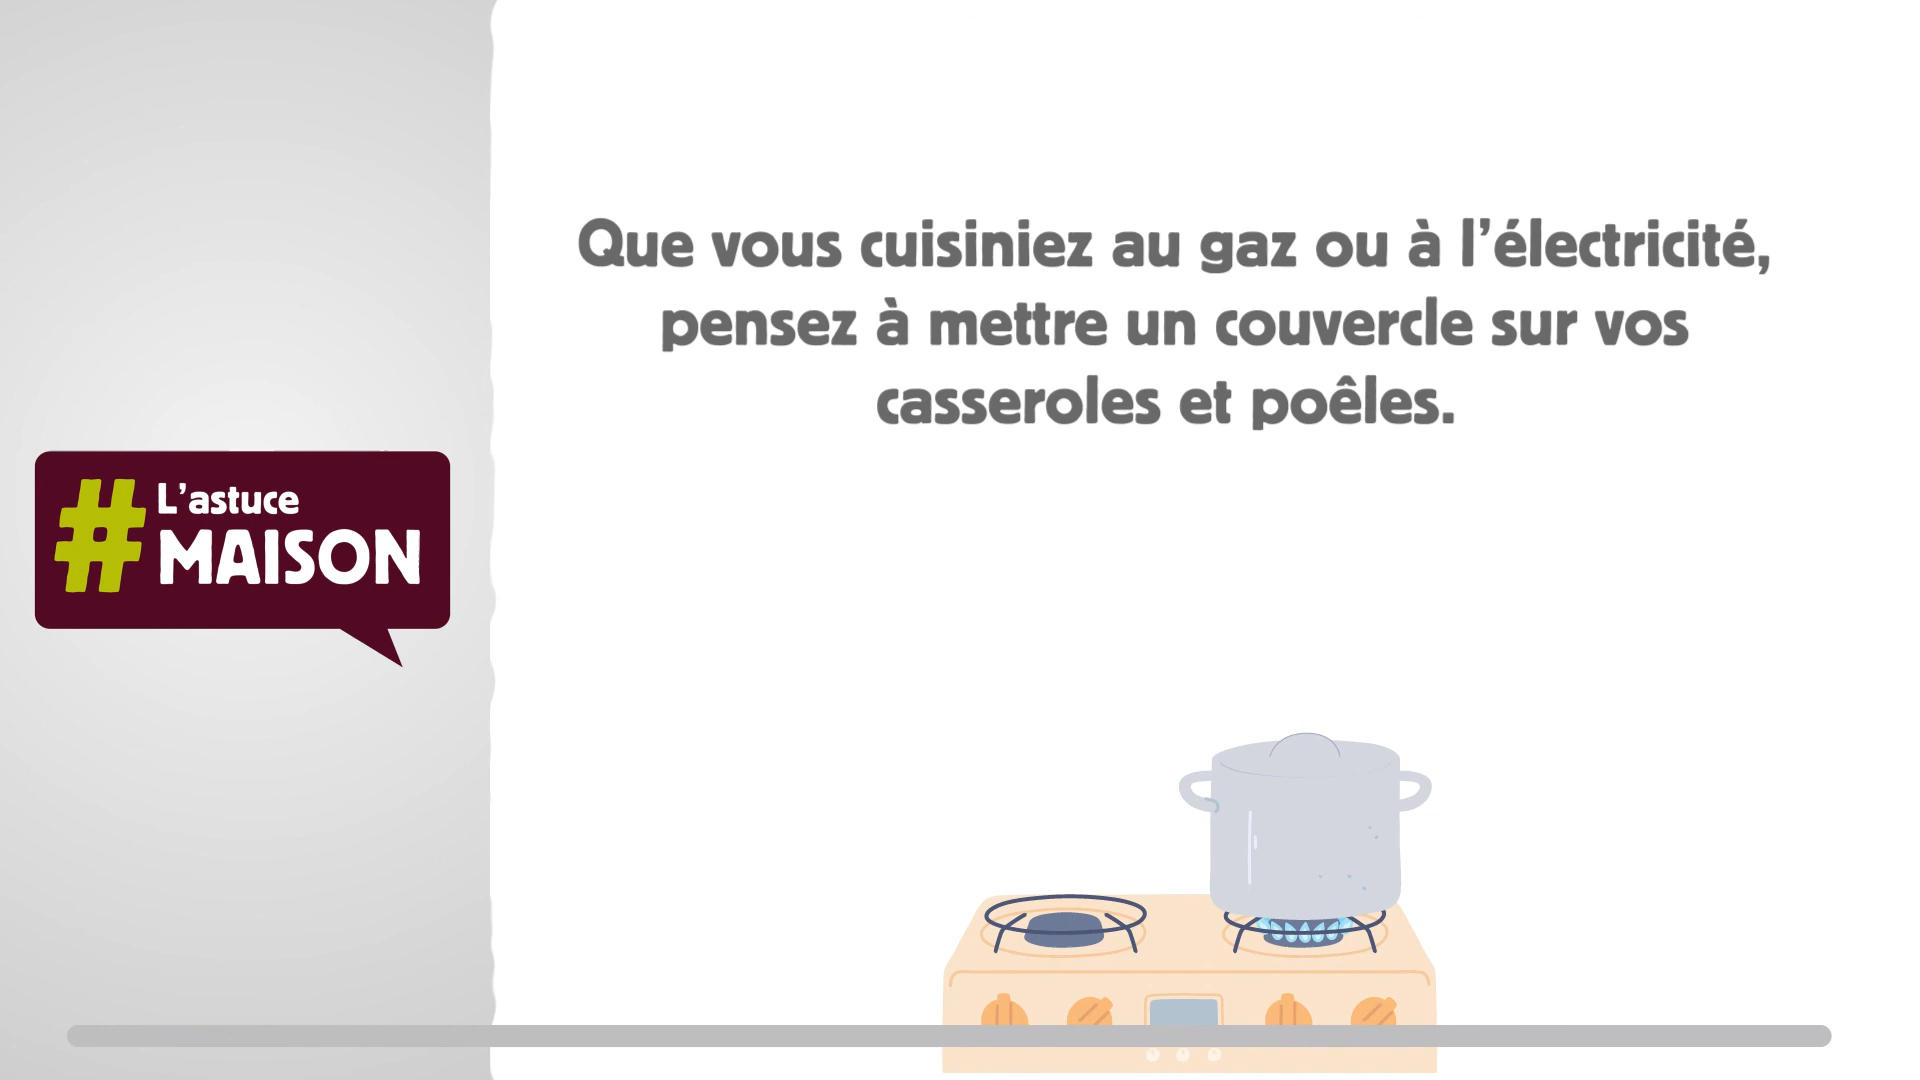 Que vous cuisiniez au gaz ou à l’électricité,
pensez à mettre un couvercle sur vos
casseroles et poêles.
# L’astuce
MAISON